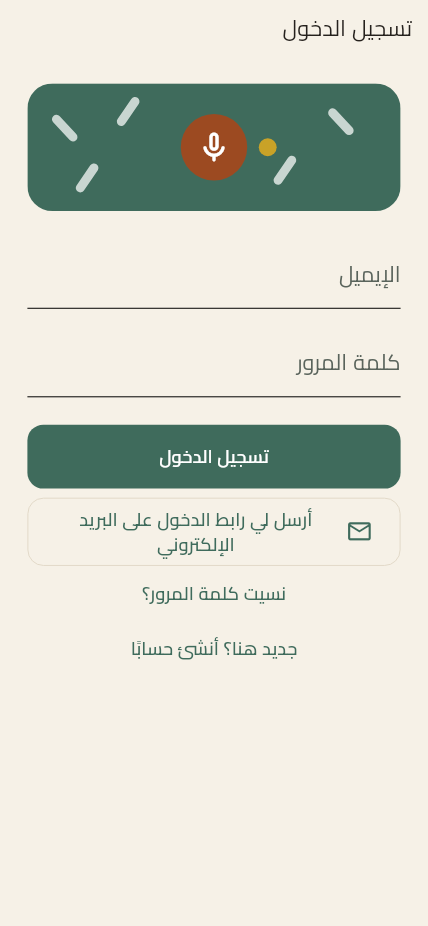 تسجيل الدخول
الإيميل
كلمة المرور
تسجيل الدخول
أرسل لي رابط الدخول على البريد
الإلكتروني
نسيت كلمة المرور؟
جديد هنا؟ أنشئ حسابًا